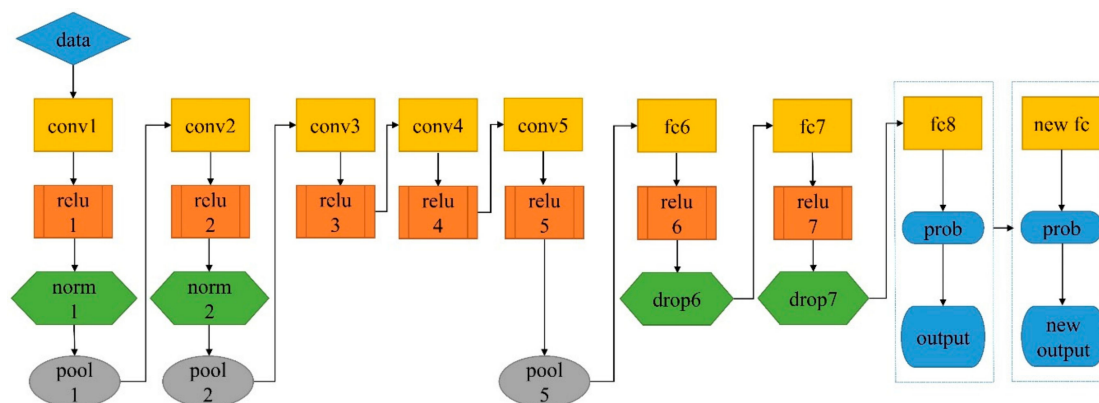 data
conv1
conv2
conv3
conv4
conv5
fc6
fc7
fc8
new fc
relu
1
relu
2
relu
3
relu
4
relu
5
relu
6
relu
7
prob
prob
norm
1
norm
2
drop6
drop7
output
new
output
pool
1
pool
2
pool
5